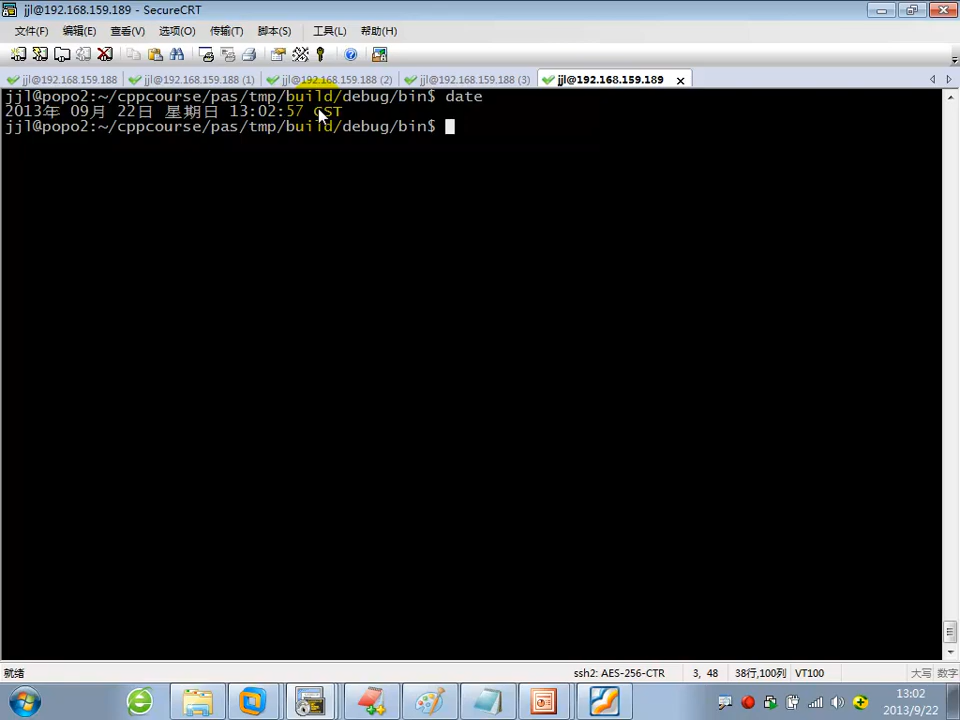 jjl@192.168.159.189 - SecureCRT
文件(F) 编辑(E) 查看(V) 选项(O) 传输(T) 脚本(S) 工具(L) 帮助(H)
jjl@192.168.159.188 jjl@192.168.159.188 (1) jjl@192.168.159.188 (2) jjl@192.168.159.188 (3) jjl@192.168.159.189
jjl@popo2:~/cppcourse/pas/tmp/build/debug/bin$ date
2013年 09月 22日 星期日 13:02:57 CST
jjl@popo2:~/cppcourse/pas/tmp/build/debug/bin$
就绪 ssh2: AES-256-CTR 3, 48 38行,100列 VT100 大写 数字
13:02
2013/9/22